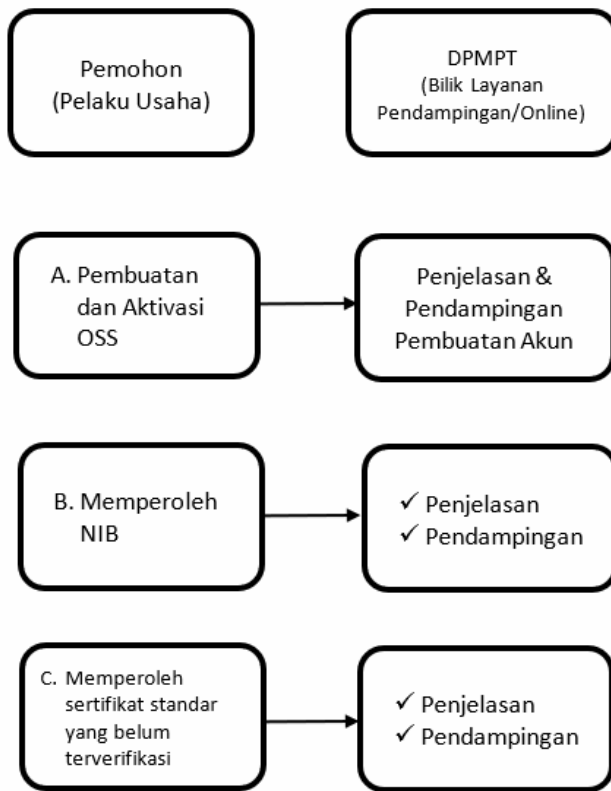 Pemohon
(Pelaku Usaha)
DPMPT
(Bilik Layanan
Pendampingan/Online)
A. Pembuatan
dan Aktivasi
OSS
Penjelasan &
Pendampingan
Pembuatan Akun
B. Memperoleh
NIB
✓ Penjelasan
✓ Pendampingan
C. Memperoleh
sertifikat standar
yang belum
terverifikasi
✓ Penjelasan
✓ Pendampingan